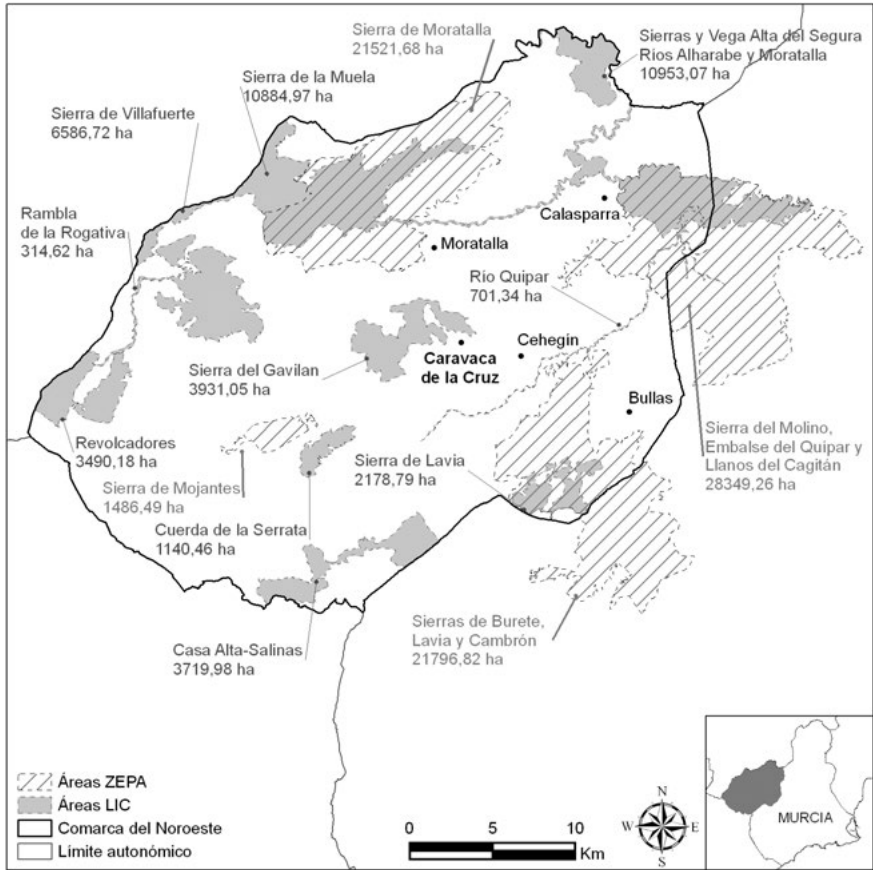 Sierra de Moratalla
21521,68 ha
Sierras y Vega Alta del Segura
Rios Alharabe y Moratalla
10953,07 ha
Sierra de la Muela
10884,97 ha
Sierra de Villafuerte
6586,72 ha
Rambla
de la Rogativa
314,62 ha
Calasparra
Moratalla
Río Quipar
701,34 ha
Sierra del Gavilan
3931,05 ha
Caravaca
de la Cruz
Cehegin
Bullas
Revolcadores
3490,18 ha
Sierra de Mojantes
1486,49 ha
Sierra de Lavia
2178,79 ha
Sierra del Molino,
Embalse del Quipar y
Llanos del Cagitán
28349,26 ha
Cuerda de la Serrata
1140,46 ha
Casa Alta-Salinas
3719,98 ha
Sierras de Burete,
Lavia y Cambrón
21796,82 ha
Áreas ZEPA
Áreas LIC
Comarca del Noroeste
Límite autonómico
0 5 10
Km
N
W E
S
MURCIA